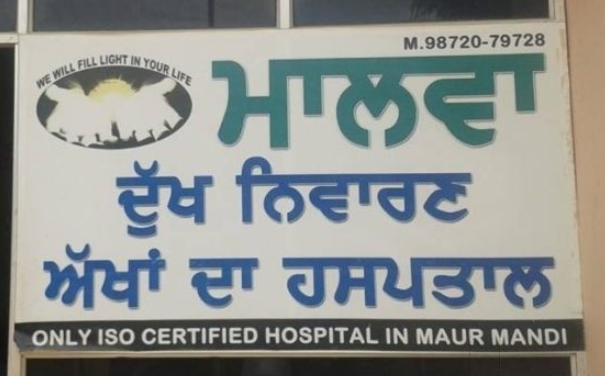 M.98720-79728
WE WILL FILL LIGHT IN YOUR LIFE
ਮਾਲਵਾ
ਦੁੱਖ ਨਿਵਾਰਣ
ਅੱਖਾਂ ਦਾ ਹਸਪਤਾਲ
ONLY ISO CERTIFIED HOSPITAL IN MAUR MANDI